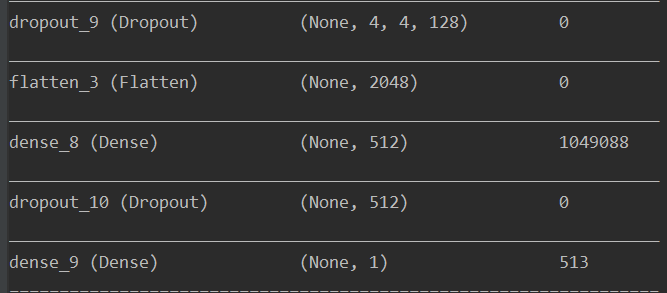 dropout_9 (Dropout) (None, 4, 4, 128) 0
flatten_3 (Flatten) (None, 2048) 0
dense_8 (Dense) (None, 512) 1049088
dropout_10 (Dropout) (None, 512) 0
dense_9 (Dense) (None, 1) 513